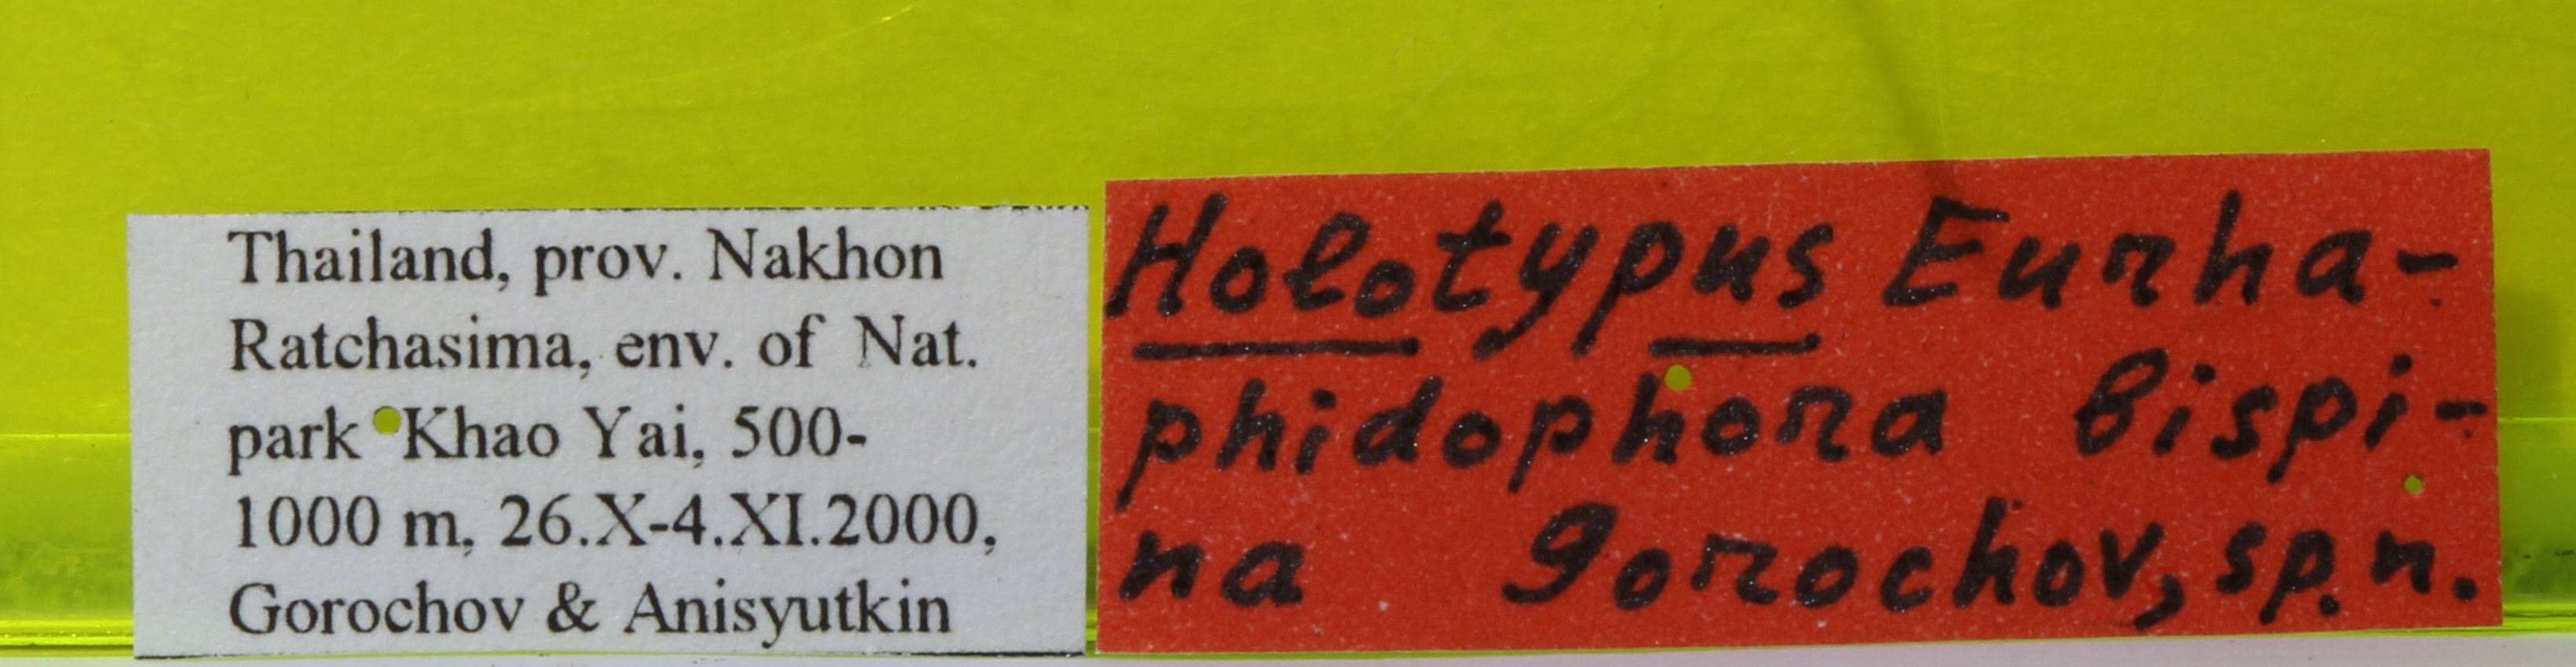 Thailand, prov. Nakhon
Ratchasima, env. of Nat.
park Khao Yai, 500-
1000 m, 26.X-4.XI.2000,
Gorochov & Anisyutkin
Holotypus Eurha-
phidophora bispi-
na Gorochov, sp. n.